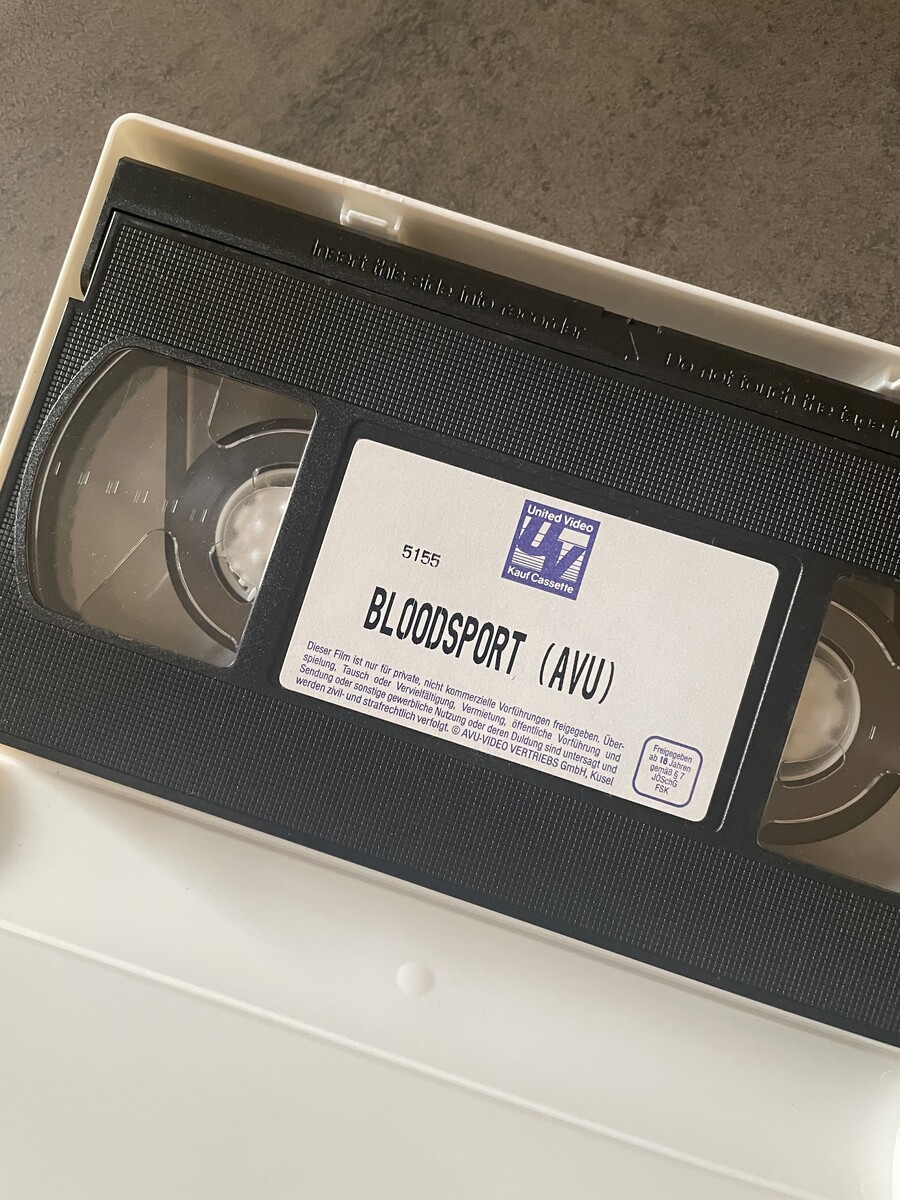 Insert this side into recorder
Do not touch the tape
United Video
UV
Kauf Cassette
5155
BLOODSPORT (AVU)
Dieser Film ist nur für private, nicht kommerzielle Vorführungen freigegeben. Über-
spielung, Tausch oder Vervielfältigung, Vermietung, öffentliche Vorführung und
Sendung oder sonstige gewerbliche Nutzung oder deren Duldung sind untersagt und
werden zivil- und strafrechtlich verfolgt. © AVU-VIDEO VERTRIEBS GmbH, Kusel
Freigegeben
ab 18 Jahren
gemäß § 7
JÖSchG
FSK